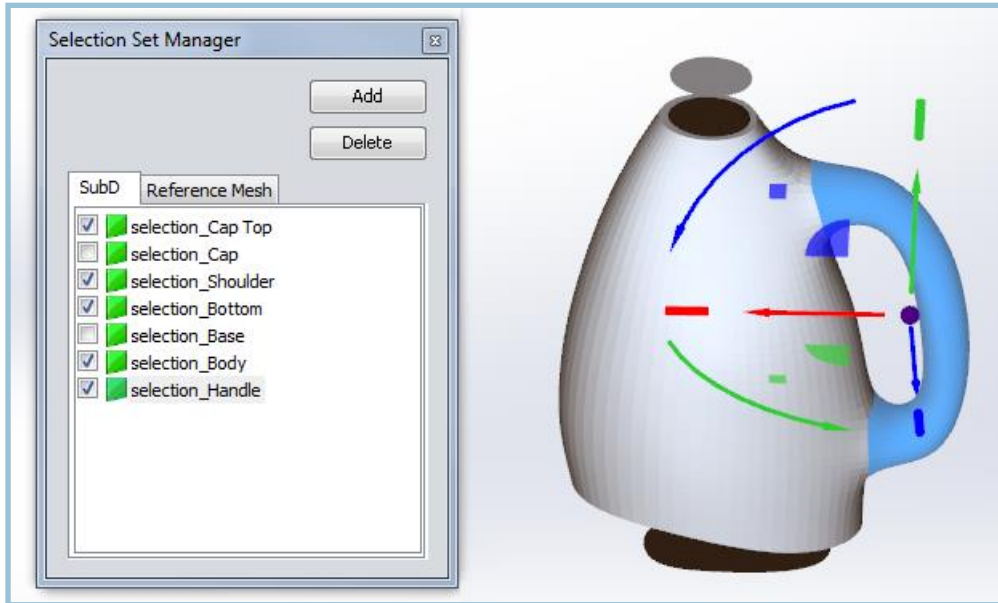 Selection Set Manager
Add
Delete
SubD Reference Mesh
selection_Cap Top
selection_Cap
selection_Shoulder
selection_Bottom
selection_Base
selection_Body
selection_Handle